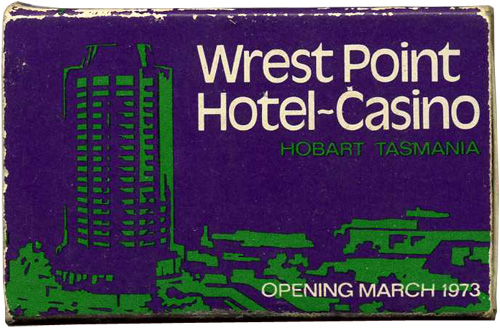 Wrest Point
Hotel~Casino
HOBART TASMANIA
OPENING MARCH 1973